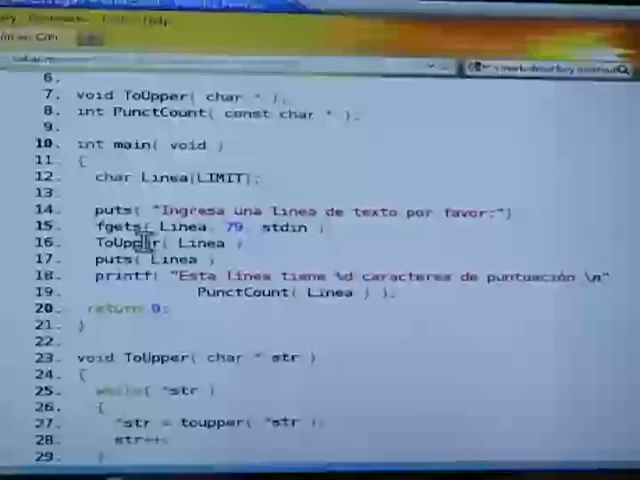 Help
6.
7. void ToUpper( char * );
8. int PunctCount( const char * );
9.
10. int main( void )
11. {
12. char Linea[LIMIT];
13.
14. puts( "Ingresa una linea de texto por favor:")
15. fgets( Linea, 79, stdin )
16. ToUpper( Linea )
17. puts( Linea )
18. printf( "Esta linea tiene %d caracteres de puntuación \n"
19. PunctCount( Linea ) );
20. return 0;
21. }
22.
23. void ToUpper( char * str )
24. {
25. while( *str )
26. {
27. *str = toupper( *str );
28. str++;
29. }